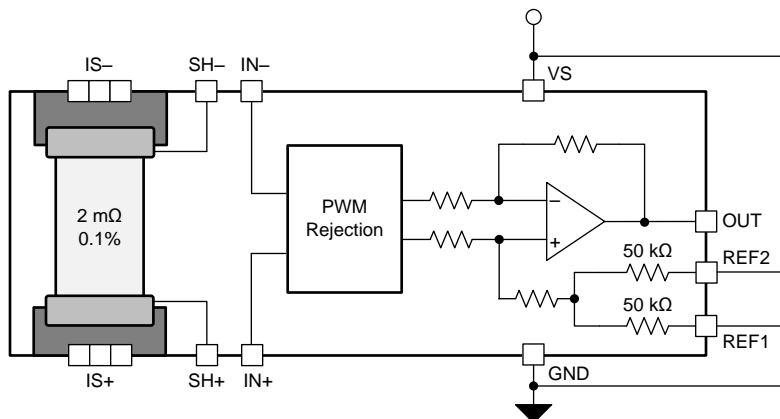 IS–
SH–
IN–
VS
2 mΩ
0.1%
PWM
Rejection
–
+
OUT
50 kΩ
REF2
50 kΩ
REF1
IS+
SH+
IN+
GND